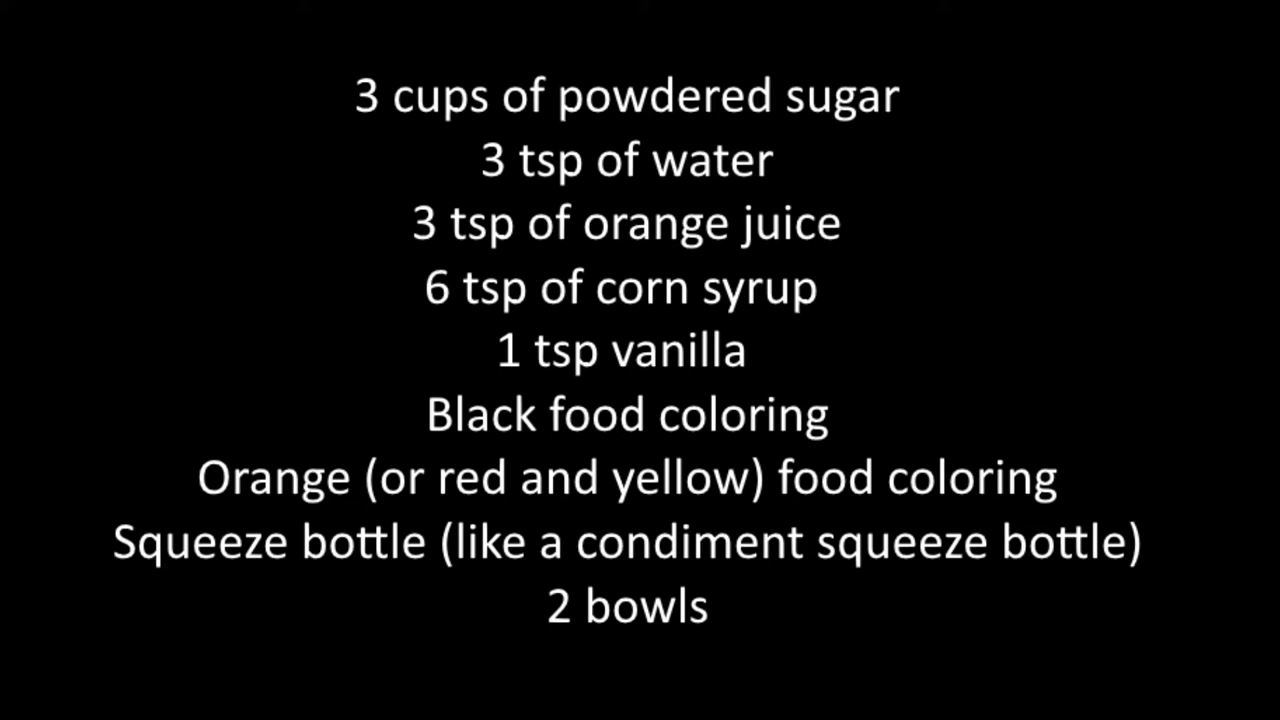 3 cups of powdered sugar
3 tsp of water
3 tsp of orange juice
6 tsp of corn syrup
1 tsp vanilla
Black food coloring
Orange (or red and yellow) food coloring
Squeeze bottle (like a condiment squeeze bottle)
2 bowls